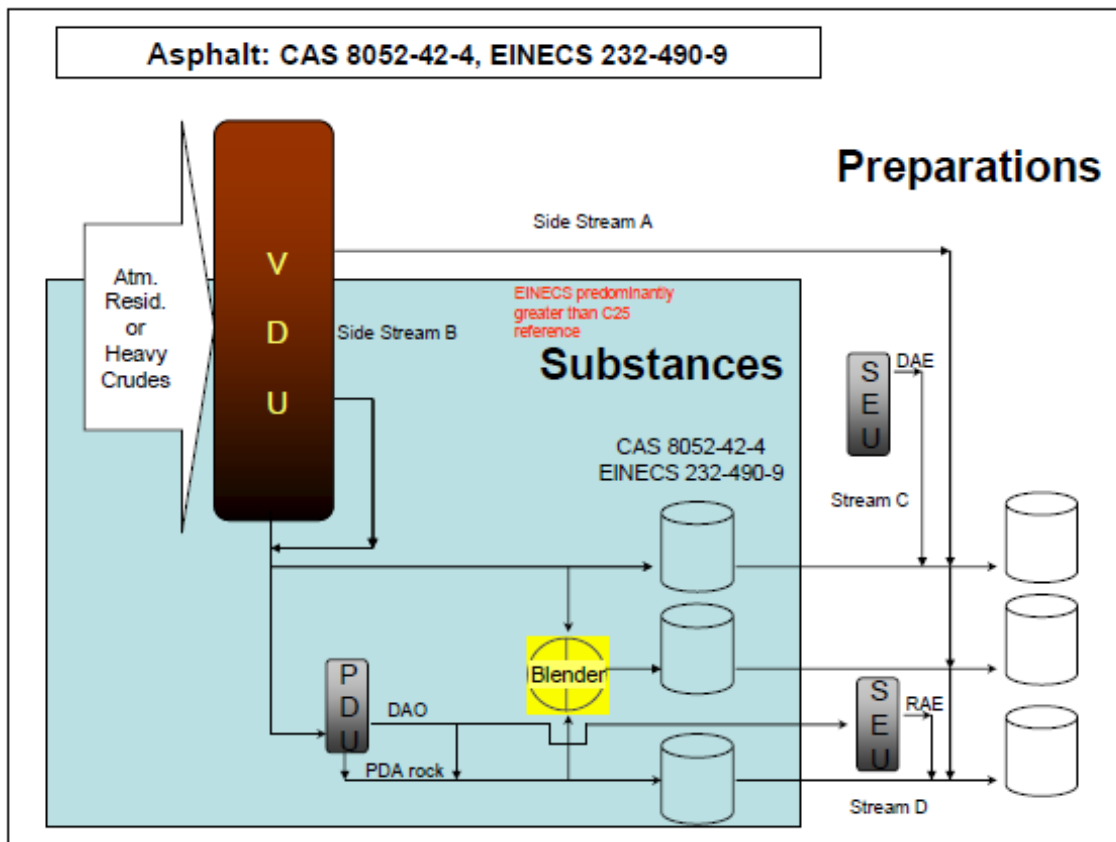 Asphalt: CAS 8052-42-4, EINECS 232-490-9
Preparations
Side Stream A
V
D
U
Atm.
Resid.
or
Heavy
Crudes
EINECS predominantly
greater than C25
reference
Side Stream B
Substances
DAE
S
E
U
CAS 8052-42-4
EINECS 232-490-9
Stream C
Blender
P
D
U
DAO
PDA rock
S
E
U
RAE
Stream D